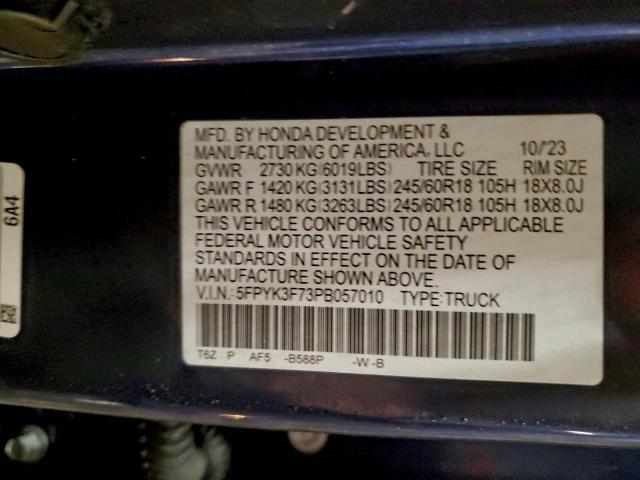 MFD. BY HONDA DEVELOPMENT &
MANUFACTURING OF AMERICA, LLC 10/'23
GVWR 2730 KG(6019LBS) TIRE SIZE RIM SIZE
GAWR F 1420 KG(3131LBS) 245/60R18 105H 18X8.0J
GAWR R 1480 KG(3263LBS) 245/60R18 105H 18X8.0J
THIS VEHICLE CONFORMS TO ALL APPLICABLE
FEDERAL MOTOR VEHICLE SAFETY
STANDARDS IN EFFECT ON THE DATE OF
MANUFACTURE SHOWN ABOVE.
V.I.N.:5FPYK3F73PB057010 TYPE:TRUCK
T6Z P AF5 -B588P -W-B
6A4